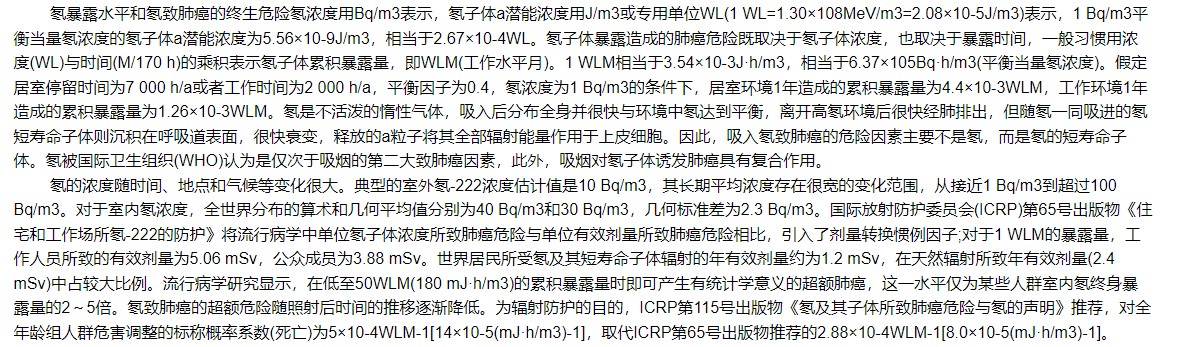 氡暴露水平和氡致肺癌的终生危险氡浓度用Bq/m3表示，氡子体a潜能浓度用J/m3或专用单位WL(1 WL=1.30×108MeV/m3=2.08×10-5J/m3)表示，1 Bq/m3平
衡当量氡浓度的氡子体a潜能浓度为5.56×10-9J/m3，相当于2.67×10-4WL。氡子体暴露造成的肺癌危险既取决于氡子体浓度，也取决于暴露时间，一般习惯用浓
度(WL)与时间(M/170 h)的乘积表示氡子体累积暴露量，即WLM(工作水平月)。1 WLM相当于3.54×10-3J·h/m3，相当于6.37×105Bq·h/m3(平衡当量氡浓度)。假定
居室停留时间为7 000 h/a或者工作时间为2 000 h/a，平衡因子为0.4，氡浓度为1 Bq/m3的条件下，居室环境1年造成的累积暴露量为4.4×10-3WLM，工作环境1年
造成的累积暴露量为1.26×10-3WLM。氡是不活泼的惰性气体，吸入后分布全身并很快与环境中氡达到平衡，离开高氡环境后很快经肺排出，但随氡一同吸进的氡
短寿命子体则沉积在呼吸道表面，很快衰变，释放的a粒子将其全部辐射能量作用于上皮细胞。因此，吸入氡致肺癌的危险因素主要不是氡，而是氡的短寿命子
体。氡被国际卫生组织(WHO)认为是仅次于吸烟的第二大致肺癌因素，此外，吸烟对氡子体诱发肺癌具有复合作用。
氡的浓度随时间、地点和气候等变化很大。典型的室外氡-222浓度估计值是10 Bq/m3，其长期平均浓度存在很宽的变化范围，从接近1 Bq/m3到超过100
Bq/m3。对于室内氡浓度，全世界分布的算术和几何平均值分别为40 Bq/m3和30 Bq/m3，几何标准差为2.3 Bq/m3。国际放射防护委员会(ICRP)第65号出版物《住
宅和工作场所氡-222的防护》将流行病学中单位氡子体浓度所致肺癌危险与单位有效剂量所致肺癌危险相比，引入了剂量转换惯例因子;对于1 WLM的暴露量，工
作人员所致的有效剂量为5.06 mSv，公众成员为3.88 mSv。世界居民所受氡及其短寿命子体辐射的年有效剂量约为1.2 mSv，在天然辐射所致年有效剂量(2.4
mSv)中占较大比例。流行病学研究显示，在低至50WLM(180 mJ·h/m3)的累积暴露量时即可产生有统计学意义的超额肺癌，这一水平仅为某些人群室内氡终身暴
露量的2～5倍。氡致肺癌的超额危险随照射后时间的推移逐渐降低。为辐射防护的目的，ICRP第115号出版物《氡及其子体所致肺癌危险与氡的声明》推荐，对全
年龄组人群危害调整的标称概率系数(死亡)为5×10-4WLM-1[14×10-5(mJ·h/m3)-1]，取代ICRP第65号出版物推荐的2.88×10-4WLM-1[8.0×10-5(mJ·h/m3)-1]。